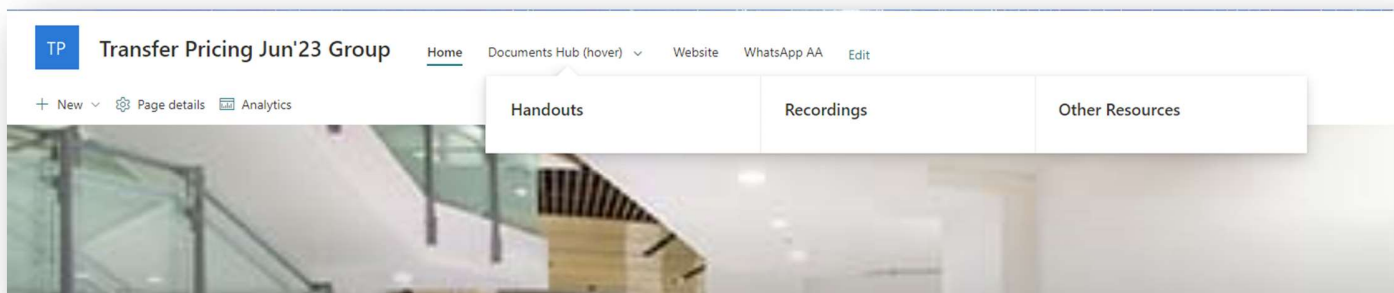 TP
Transfer Pricing Jun'23 Group
Home
Documents Hub (hover)
Website
WhatsApp AA
Edit
New
Page details
Analytics
Handouts
Recordings
Other Resources